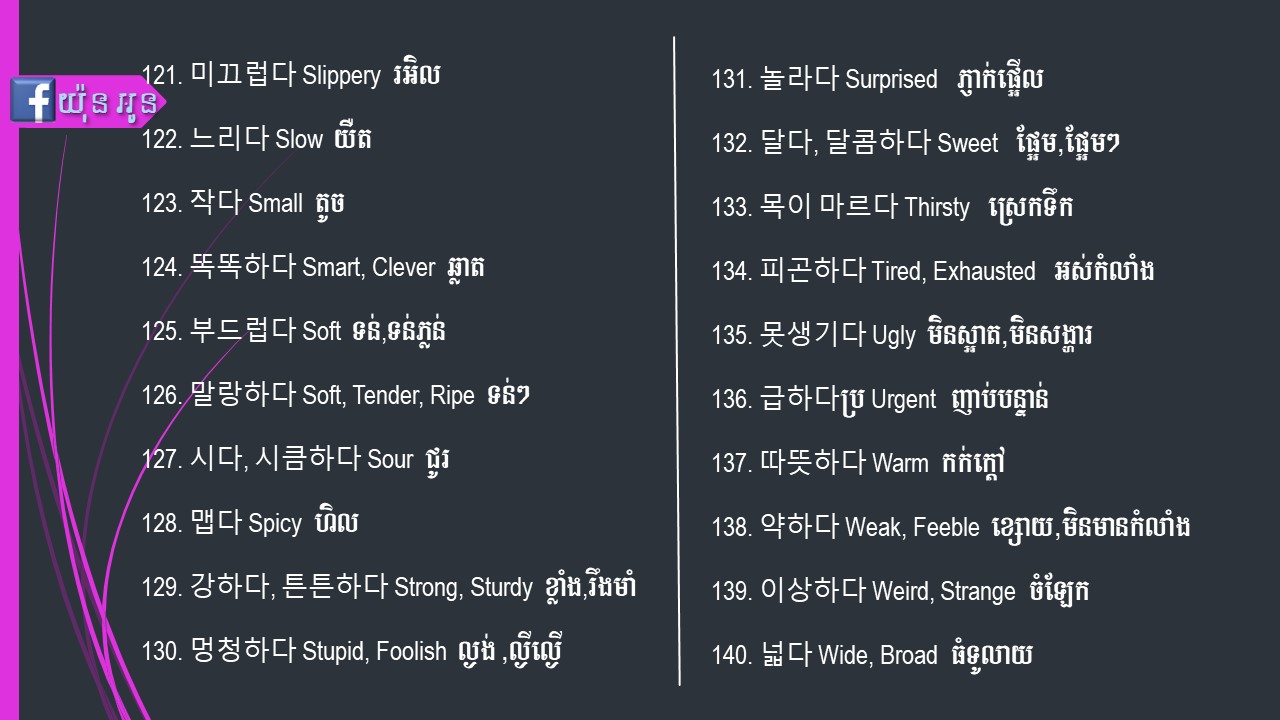 121. 미끄럽다 Slippery រអិល
យ៉ុន អូន
122. 느리다 Slow យឺត
123. 작다 Small តូច
124. 똑똑하다 Smart, Clever ឆ្លាត
125. 부드럽다 Soft ទន់,ទន់ភ្លន់
126. 말랑하다 Soft, Tender, Ripe ទន់ៗ
127. 시다, 시큼하다 Sour ជូរ
128. 맵다 Spicy ហិល
129. 강하다, 튼튼하다 Strong, Sturdy ខ្លាំង,រឹងមាំ
130. 멍청하다 Stupid, Foolish ល្ងង់ ,ល្ងីល្ងើ
131. 놀라다 Surprised ភ្ញាក់ផ្អើល
132. 달다, 달콤하다 Sweet ផ្អែម,ផ្អែមៗ
133. 목이 마르다 Thirsty ស្រេកទឹក
134. 피곤하다 Tired, Exhausted អស់កំលាំង
135. 못생기다 Ugly មិនស្អាត,មិនសង្ហារ
136. 급하다ប្រ Urgent ញាប់បន្ទាន់
137. 따뜻하다 Warm កក់ក្តៅ
138. 약하다 Weak, Feeble ខ្សោយ,មិនមានកំលាំង
139. 이상하다 Weird, Strange ចំឡែក
140. 넓다 Wide, Broad ធំទូលាយ